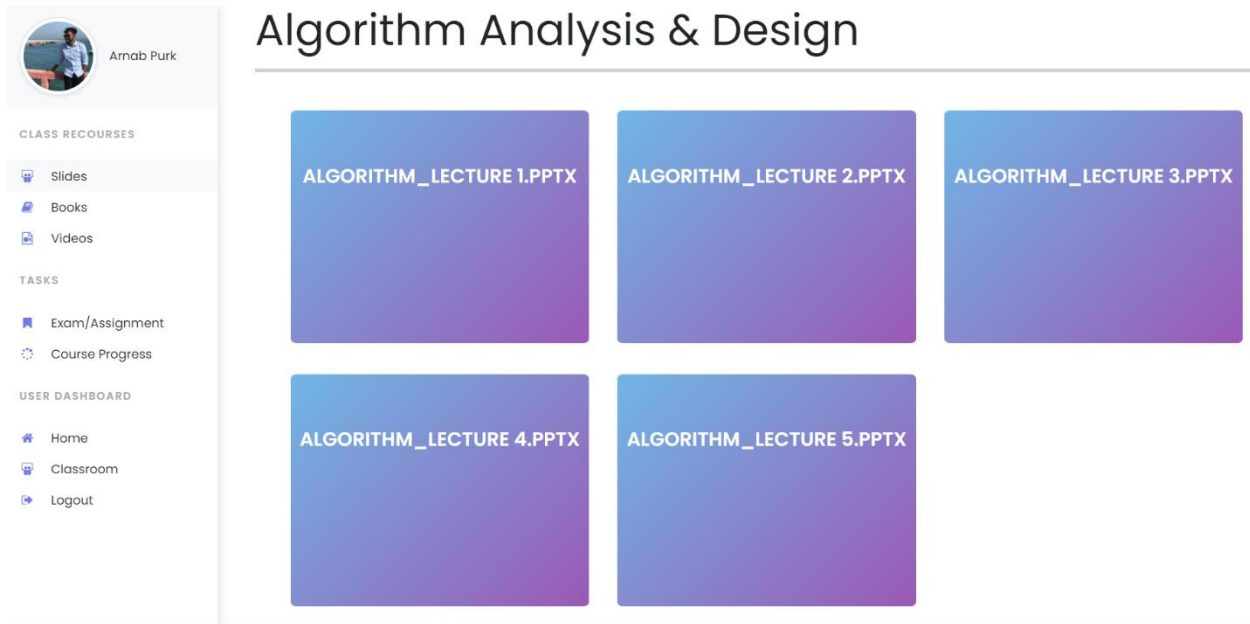 Arnab Purk
CLASS RECOURSES
Slides
Books
Videos
TASKS
Exam/Assignment
Course Progress
USER DASHBOARD
Home
Classroom
Logout
Algorithm Analysis & Design
ALGORITHM_LECTURE 1.PPTX
ALGORITHM_LECTURE 2.PPTX
ALGORITHM_LECTURE 3.PPTX
ALGORITHM_LECTURE 4.PPTX
ALGORITHM_LECTURE 5.PPTX